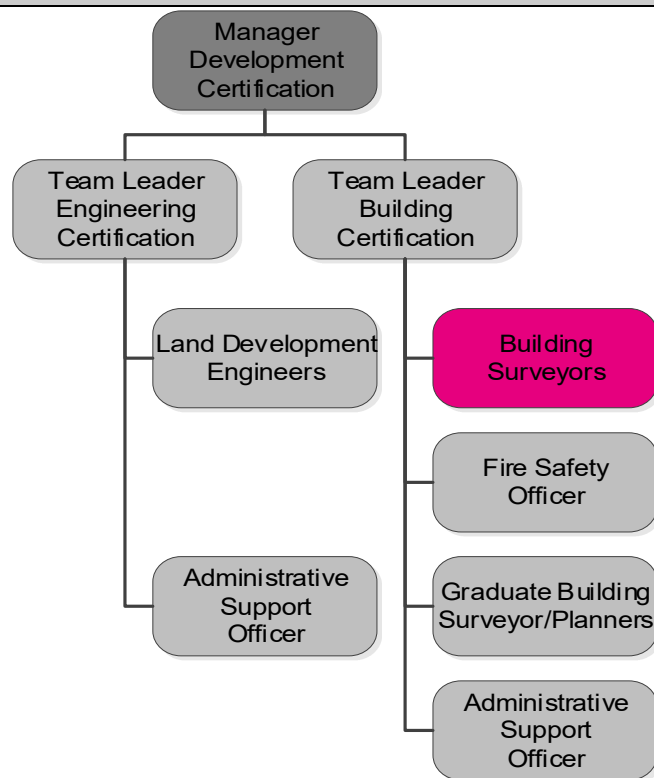 Manager
Development
Certification
Team Leader
Engineering
Certification
Team Leader
Building
Certification
Land Development
Engineers
Building
Surveyors
Fire Safety
Officer
Administrative
Support
Officer
Graduate Building
Surveyor/Planners
Administrative
Support
Officer